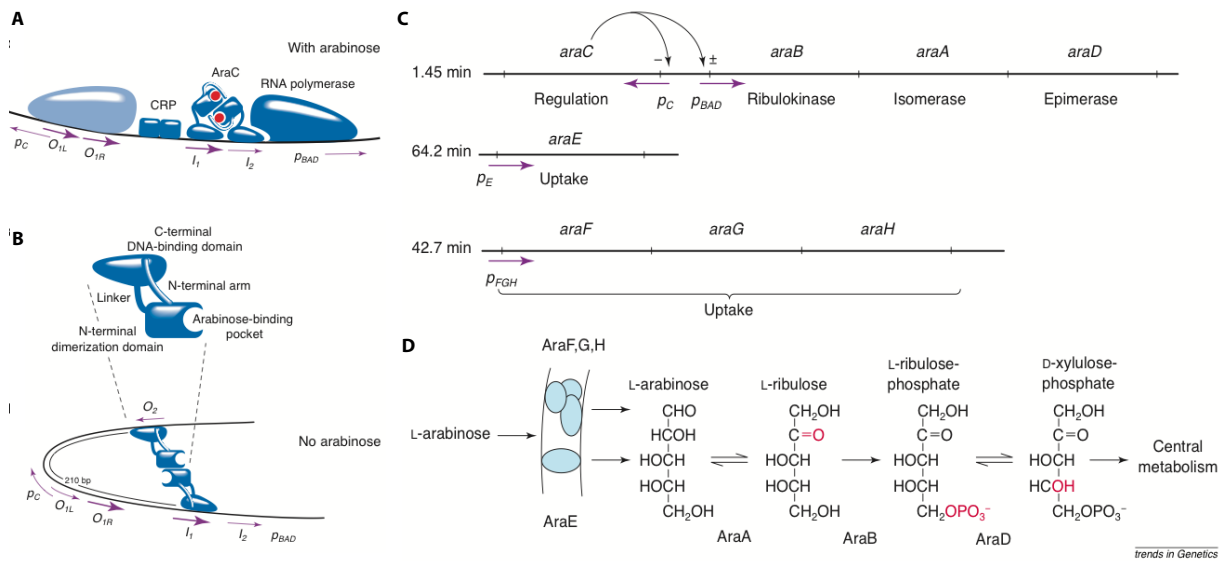 A
With arabinose
AraC
RNA polymerase
CRP
pC
O1L
O1R
I1
I2
pBAD
B
C-terminal
DNA-binding domain
N-terminal arm
Linker
Arabinose-binding
pocket
N-terminal
dimerization domain
O2
No arabinose
210 bp
pC
O1L
O1R
I1
I2
pBAD
C
araC araB araA araD
– ±
1.45 min
Regulation pC pBAD Ribulokinase Isomerase Epimerase
araE
64.2 min
pE Uptake
araF araG araH
42.7 min
pFGH
Uptake
D
AraF,G,H
L-arabinose
AraE
L-arabinose
CHO
HCOH
HOCH
HOCH
CH2OH
AraA
L-ribulose
CH2OH
C=O
HOCH
HOCH
CH2OH
AraB
L-ribulose-
phosphate
CH2OH
C=O
HOCH
HOCH
CH2OPO3–
AraD
D-xylulose-
phosphate
CH2OH
C=O
HOCH
HCOH
CH2OPO3–
Central
metabolism
trends in Genetics